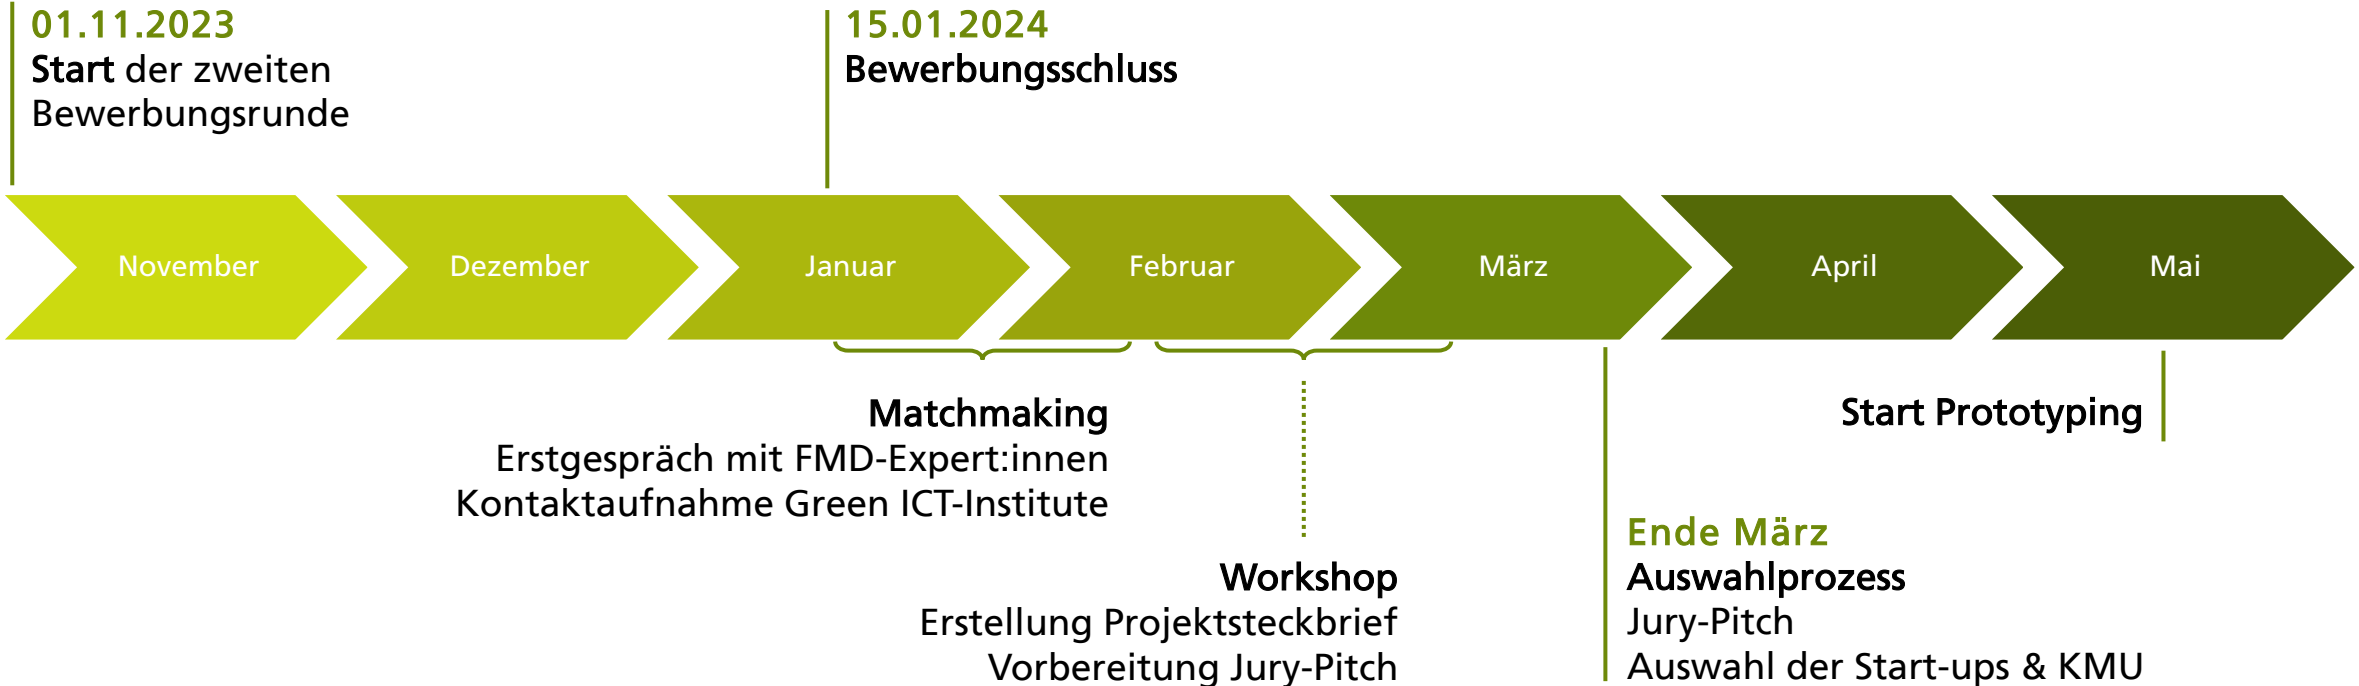 01.11.2023
Start der zweiten
Bewerbungsrunde
15.01.2024
Bewerbungsschluss
November
Dezember
Januar
Februar
März
April
Mai
Matchmaking
Erstgespräch mit FMD-Expert:innen
Kontaktaufnahme Green ICT-Institute
Start Prototyping
Workshop
Erstellung Projektsteckbrief
Vorbereitung Jury-Pitch
Ende März
Auswahlprozess
Jury-Pitch
Auswahl der Start-ups & KMU